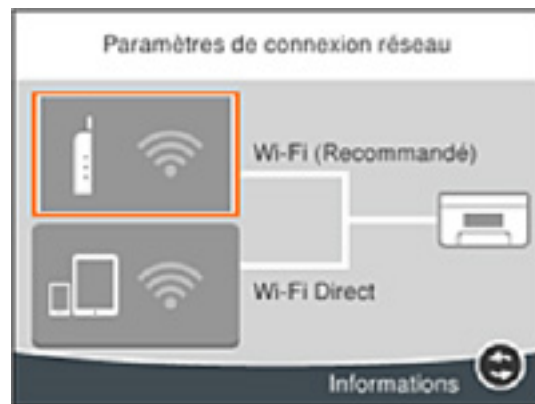 Paramètres de connexion réseau
Wi-Fi (Recommandé)
Wi-Fi Direct
Informations